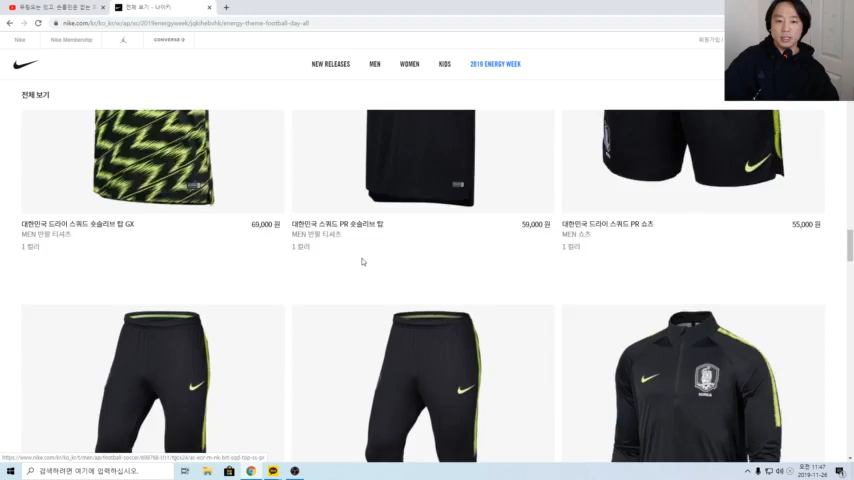 전체 보기 - 나이키
nike.com/kr/ko_kr/w/ap/xc/2019energyweek/jqkihebvhk/energy-theme-football-day-all
Nike
Nike Membership
CONVERSE
회원가입
NEW RELEASES
MEN
WOMEN
KIDS
2019 ENERGY WEEK
전체 보기
대한민국 드라이 스쿼드 숏슬리브 탑 GX
69,000 원
MEN 반팔 티셔츠
1 컬러
대한민국 스쿼드 PR 숏슬리브 탑
59,000 원
MEN 반팔 티셔츠
1 컬러
대한민국 드라이 스쿼드 PR 쇼츠
55,000 원
MEN 쇼츠
1 컬러
KOREA
검색하려면 여기에 입력하십시오.
오전 11:47
2019-11-26